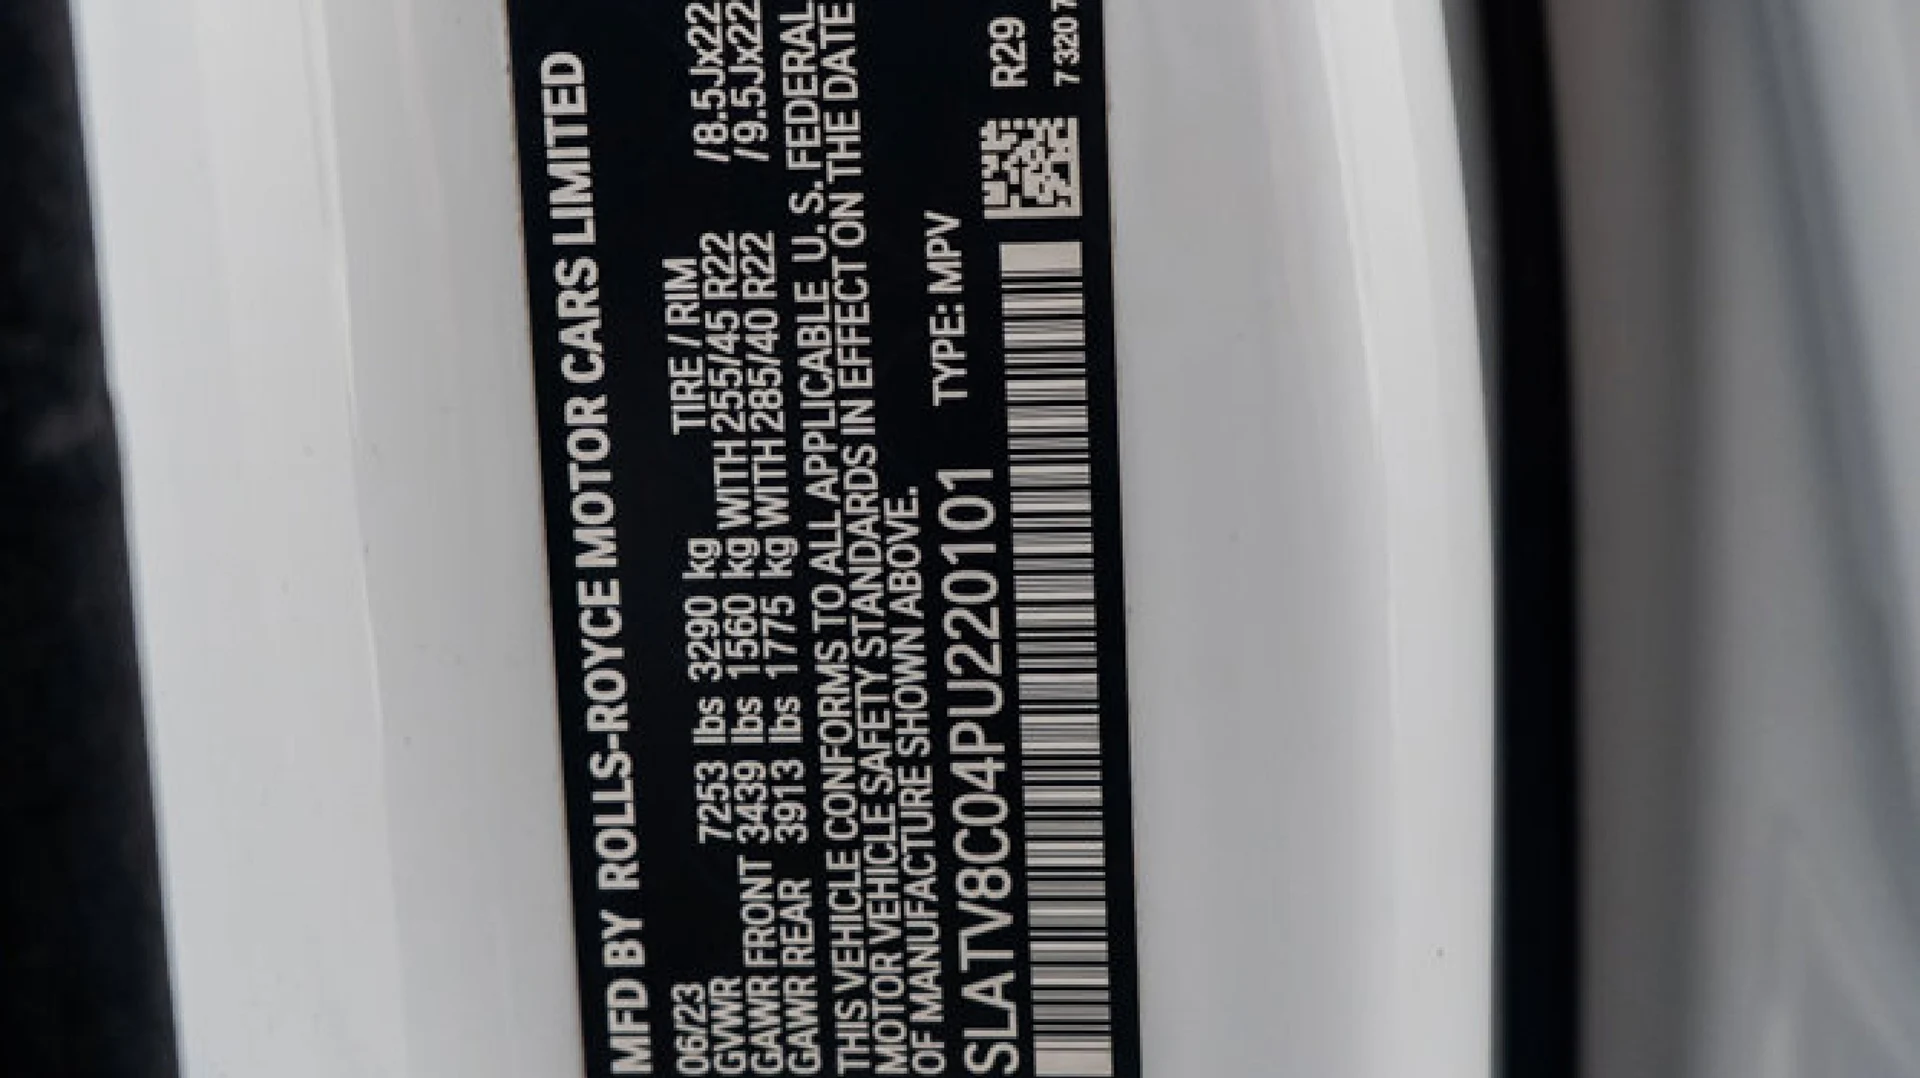 MFD BY ROLLS-ROYCE MOTOR CARS LIMITED
06/23 TIRE / RIM
GVWR 7253 lbs 3290 kg WITH 255/45 R22 /8.5Jx22
GAWR FRONT 3439 lbs 1560 kg WITH 285/40 R22 /9.5Jx22
GAWR REAR 3913 lbs 1775 kg
THIS VEHICLE CONFORMS TO ALL APPLICABLE U. S. FEDERAL
MOTOR VEHICLE SAFETY STANDARDS IN EFFECT ON THE DATE
OF MANUFACTURE SHOWN ABOVE.
SLATV8C04PU220101 TYPE: MPV
R29
7 320 7